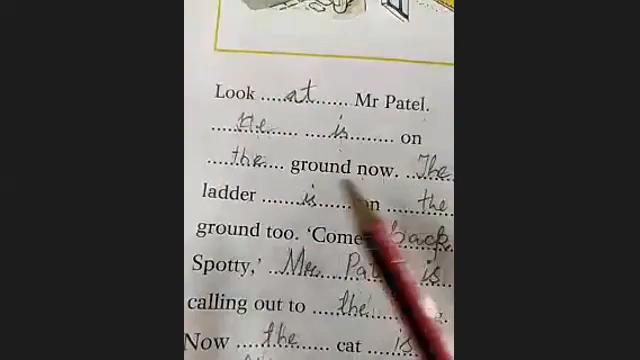 Look ....at...... Mr Patel.
....He.... ....is........ on
....the.... ground now. ..The
ladder ......is..... on ....the..
ground too. 'Come back
Spotty,' ..Mr. Patel is
calling out to ....the....
Now ....the.... cat ....is..